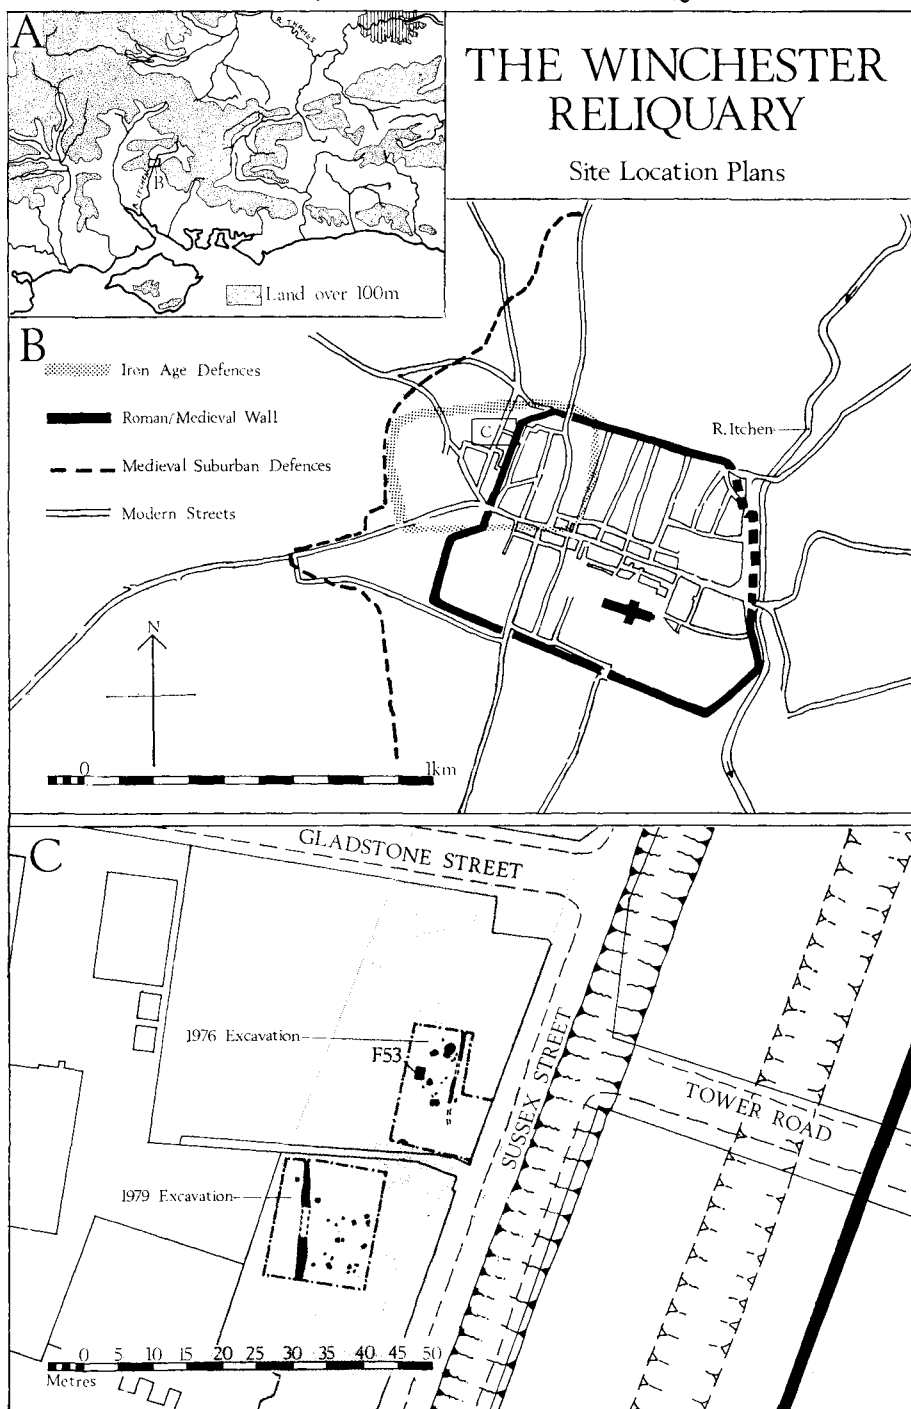 THE WINCHESTER
RELIQUARY
Site Location Plans
A
R. THAMES
B
Land over 100m
B
Iron Age Defences
Roman/Medieval Wall
Medieval Suburban Defences
Modern Streets
C
R. Itchen
N
0 1km
C
GLADSTONE STREET
1976 Excavation
F53
SUSSEX STREET
TOWER ROAD
1979 Excavation
0 5 10 15 20 25 30 35 40 45 50
Metres